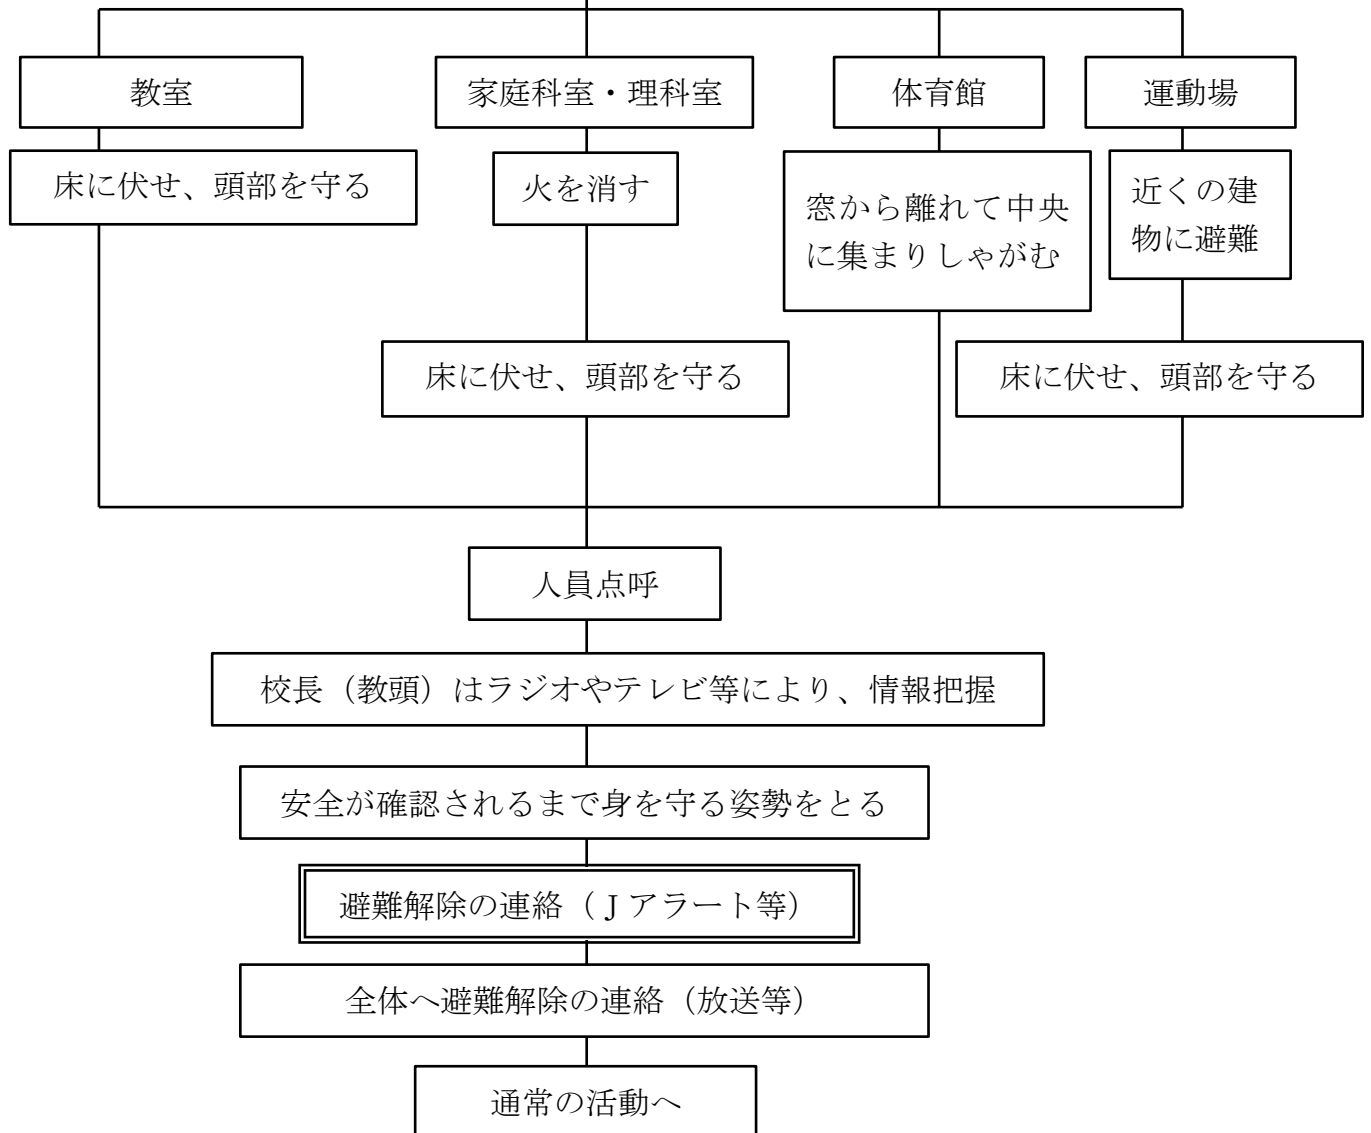 教室
家庭科室・理科室
体育館
運動場
床に伏せ、頭部を守る
火を消す
窓から離れて中央
に集まりしゃがむ
近くの建
物に避難
床に伏せ、頭部を守る
床に伏せ、頭部を守る
人員点呼
校長（教頭）はラジオやテレビ等により、情報把握
安全が確認されるまで身を守る姿勢をとる
避難解除の連絡（Ｊアラート等）
全体へ避難解除の連絡（放送等）
通常の活動へ